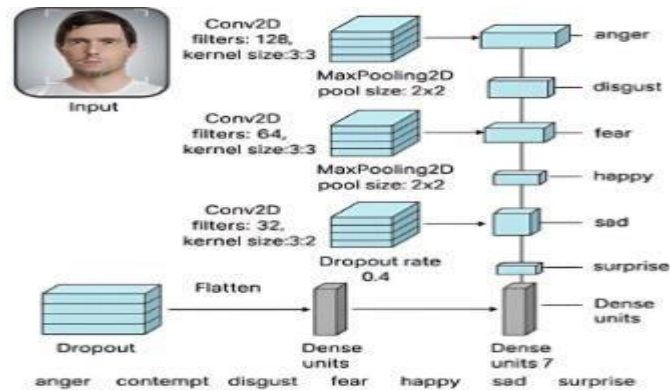 Input
Conv2D
filters: 128,
kernel size:3:3
MaxPooling2D
pool size: 2x2
Conv2D
filters: 64,
kernel size:3:3
MaxPooling2D
pool size: 2x2
Conv2D
filters: 32,
kernel size:3:2
Dropout rate
0.4
anger
disgust
fear
happy
sad
surprise
Dense
units
Flatten
Dropout
Dense
units
Dense
units 7
anger contempt disgust fear happy sad surprise